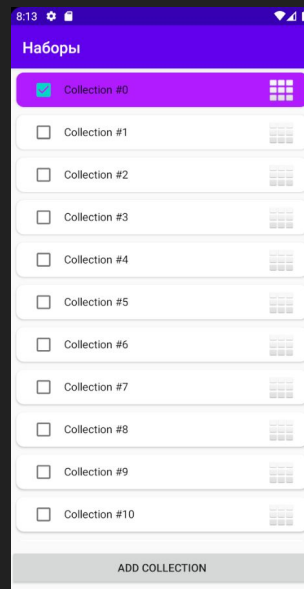 8:13
Наборы
Collection #0
Collection #1
Collection #2
Collection #3
Collection #4
Collection #5
Collection #6
Collection #7
Collection #8
Collection #9
Collection #10
ADD COLLECTION